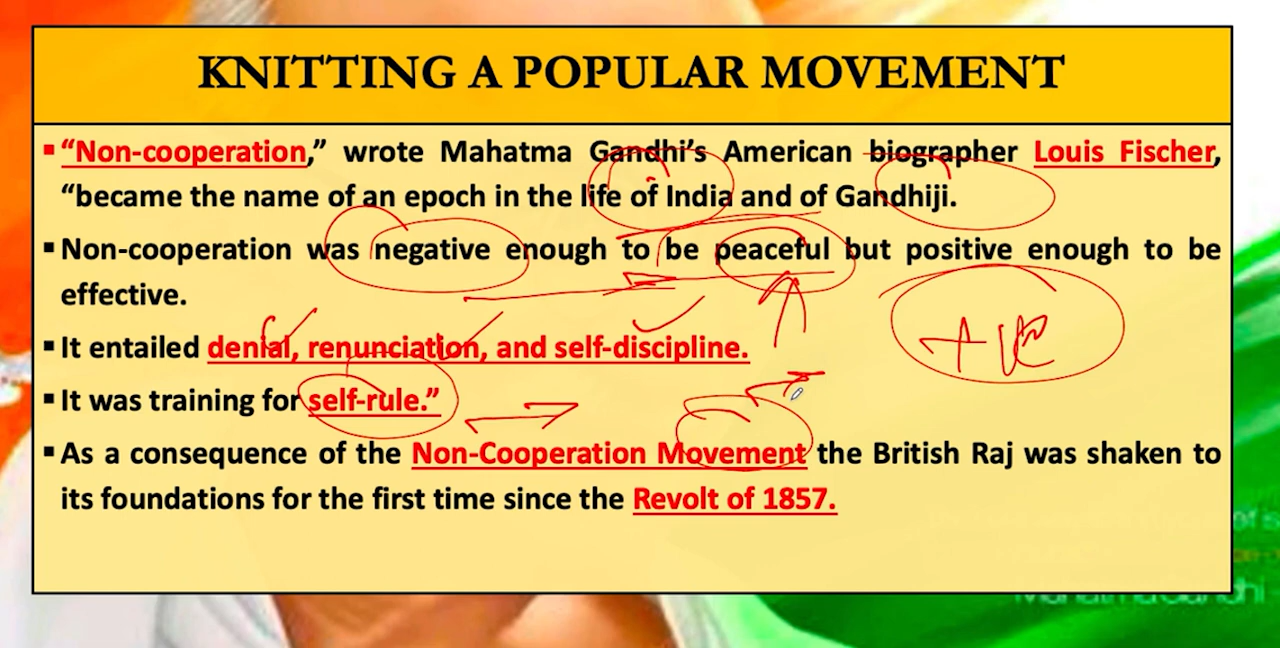 KNITTING A POPULAR MOVEMENT
▪ “Non-cooperation,” wrote Mahatma Gandhi’s American biographer Louis Fischer,
“became the name of an epoch in the life of India and of Gandhiji.
▪ Non-cooperation was negative enough to be peaceful but positive enough to be
effective.
+ve
▪ It entailed denial, renunciation, and self-discipline.
▪ It was training for self-rule.”
▪ As a consequence of the Non-Cooperation Movement the British Raj was shaken to
its foundations for the first time since the Revolt of 1857.
Mahatma Gandhi